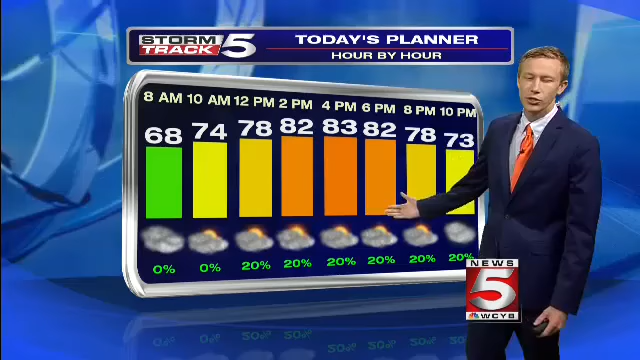 STORM TRACK 5
TODAY'S PLANNER
HOUR BY HOUR
8 AM 10 AM 12 PM 2 PM 4 PM 6 PM 8 PM 10 PM
68 74 78 82 83 82 78 73
0% 0% 20% 20% 20% 20% 20% 20%
NEWS
5
WCYB